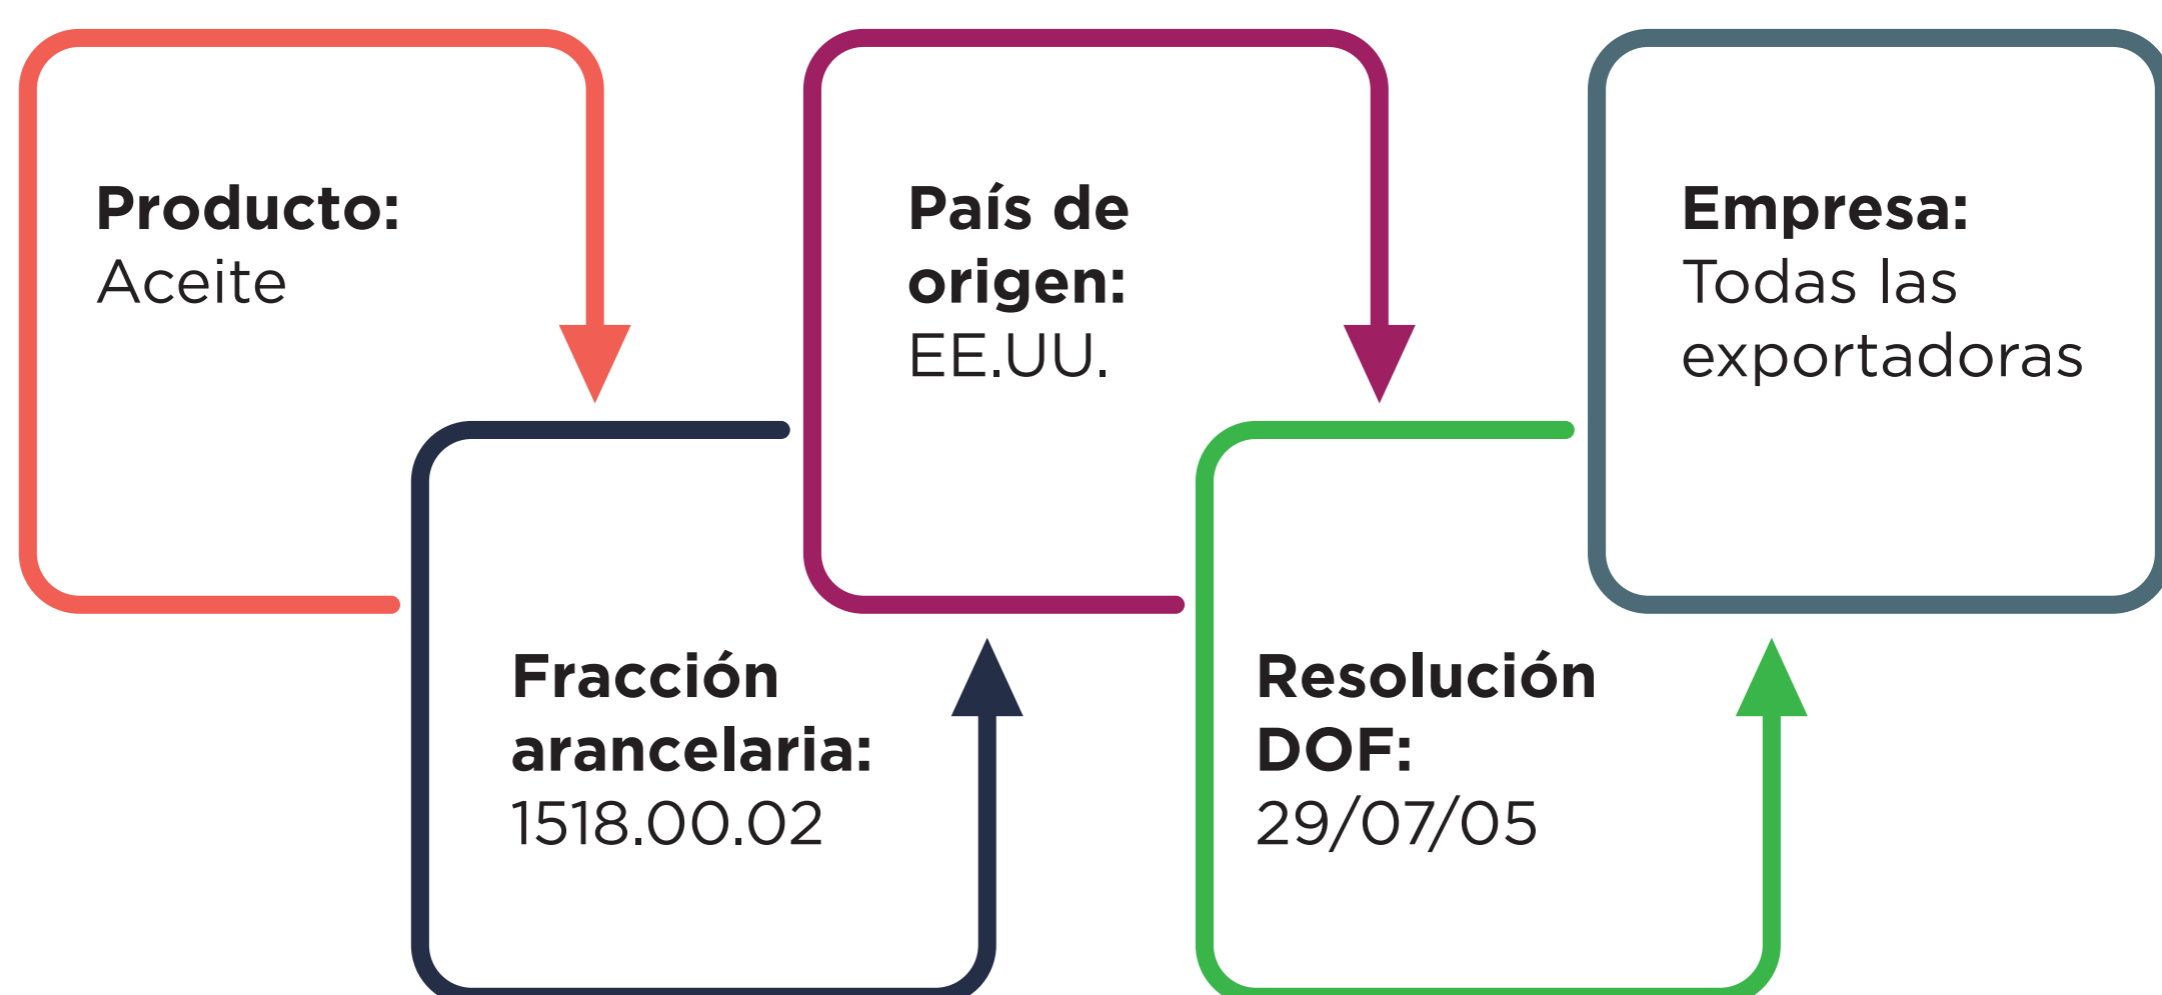 Producto:
Aceite
Fracción
arancelaria:
1518.00.02
País de
origen:
EE.UU.
Resolución
DOF:
29/07/05
Empresa:
Todas las
exportadoras